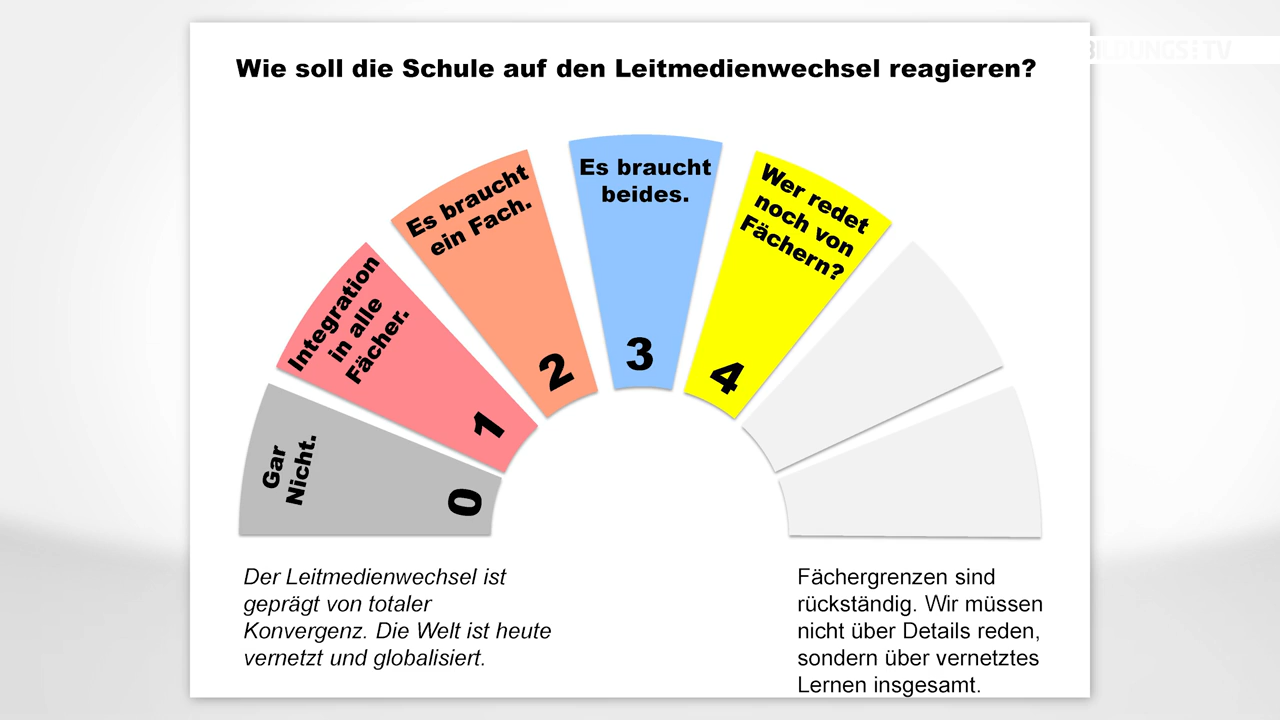 BILDUNGS TV
Wie soll die Schule auf den Leitmedienwechsel reagieren?
Gar
Nicht.
0
Integration
in alle
Fächer.
1
Es braucht
ein Fach.
2
Es braucht
beides.
3
Wer redet
noch von
Fächern?
4
Der Leitmedienwechsel ist
geprägt von totaler
Konvergenz. Die Welt ist heute
vernetzt und globalisiert.
Fächergrenzen sind
rückständig. Wir müssen
nicht über Details reden,
sondern über vernetztes
Lernen insgesamt.